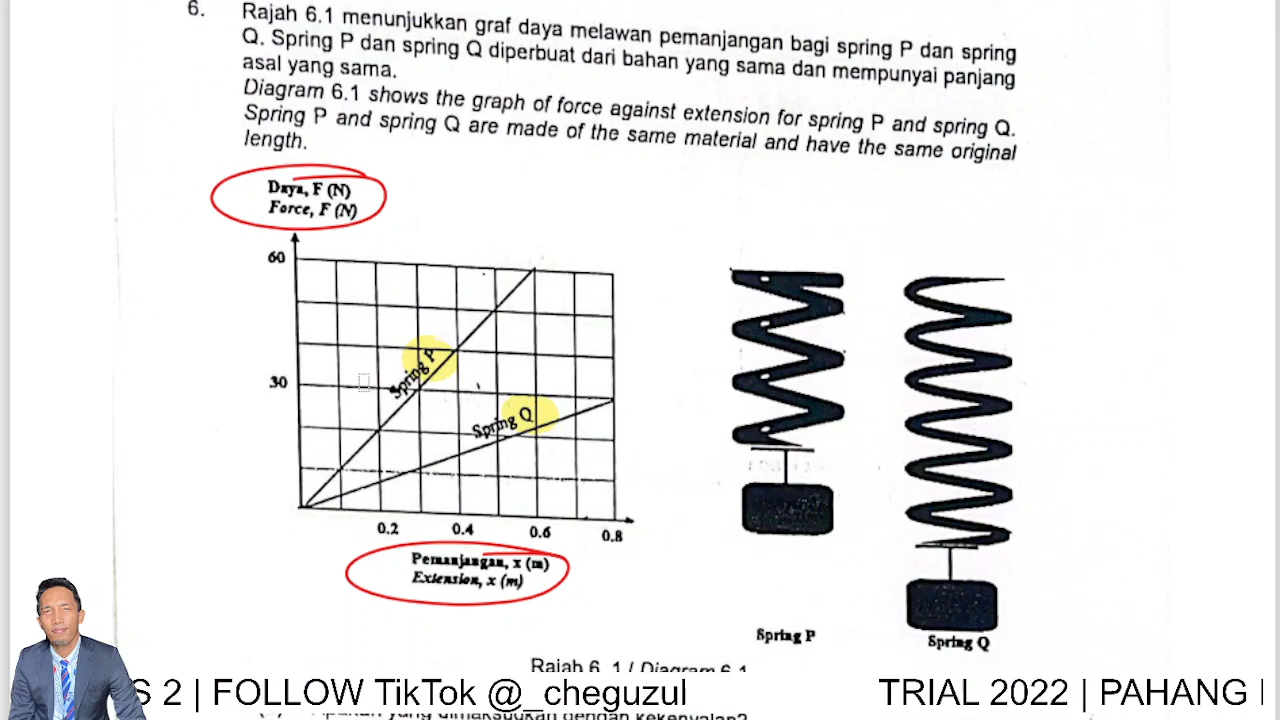 6. Rajah 6.1 menunjukkan graf daya melawan pemanjangan bagi spring P dan spring
Q. Spring P dan spring Q diperbuat dari bahan yang sama dan mempunyai panjang
asal yang sama.
Diagram 6.1 shows the graph of force against extension for spring P and spring Q.
Spring P and spring Q are made of the same material and have the same original
length.
Daya, F (N)
Force, F (N)
60
30
Spring P
Spring Q
0.2 0.4 0.6 0.8
Pemanjangan, x (m)
Extension, x (m)
Spring P
Spring Q
Rajah 6.1 / Diagram 6.1
S 2 | FOLLOW TikTok @_cheguzul TRIAL 2022 | PAHANG
yang dimaksudkan dengan kekenyalan?